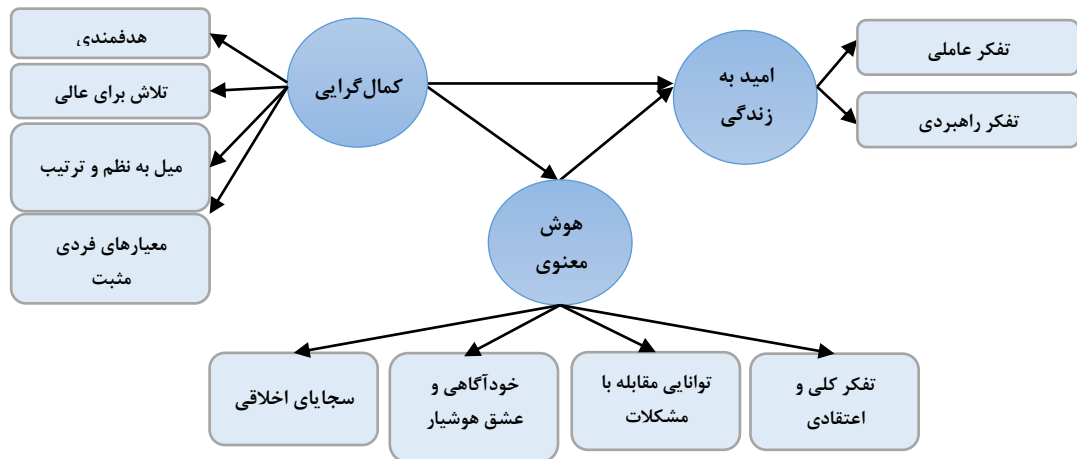 هدفمندی
تلاش برای عالی
میل به نظم و ترتیب
معیارهای فردی
مثبت
کمال‌گرایی
امید به
زندگی
تفکر عاملی
تفکر راهبردی
هوش
معنوی
تفکر کلی و
اعتقادی
توانایی مقابله با
مشکلات
خودآگاهی و
عشق هوشیار
سجایای اخلاقی